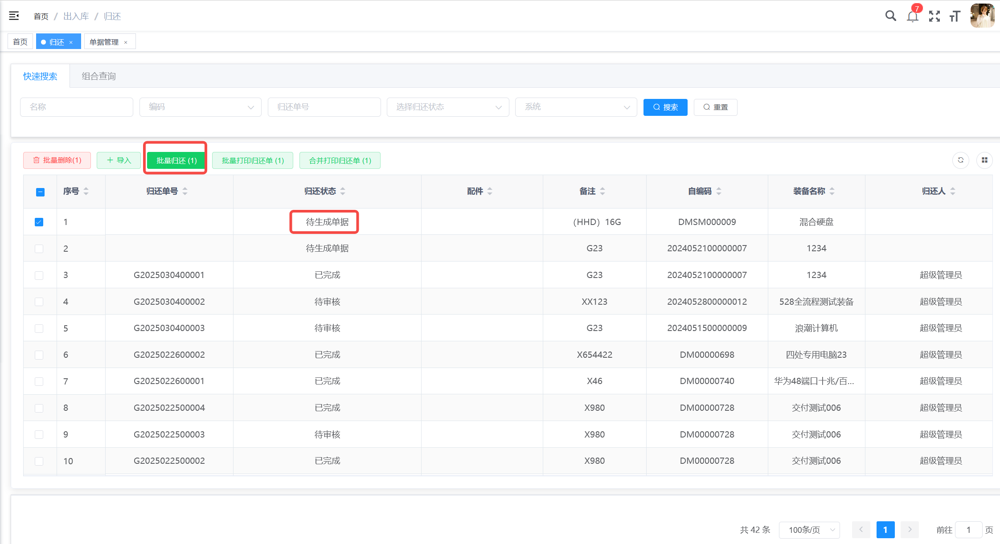 首页 / 出入库 / 归还
7
首页 归还 × 单据管理 ×
快速搜索 组合查询
名称 编码 归还单号 选择归还状态 系统 搜索 重置
批量删除(1) + 导入 批量归还 (1) 批量打印归还单 (1) 合并打印归还单 (1)
序号 归还单号 归还状态 配件 备注 自编码 装备名称 归还人
1 待生成单据 （HHD）16G DMSM000009 混合硬盘
2 待生成单据 G23 2024052100000007 1234
3 G2025030400001 已完成 G23 2024052100000007 1234 超级管理员
4 G2025030400002 待审核 XX123 2024052800000012 528全流程测试装备 超级管理员
5 G2025030400003 待审核 G23 2024051500000009 浪潮计算机 超级管理员
6 G2025022600002 已完成 X654422 DM00000698 四处专用电脑23 超级管理员
7 G2025022600001 已完成 X46 DM00000740 华为48端口十兆/百... 超级管理员
8 G2025022500004 已完成 X980 DM00000728 交付测试006 超级管理员
9 G2025022500003 待审核 X980 DM00000728 交付测试006 超级管理员
10 G2025022500002 已完成 X980 DM00000728 交付测试006 超级管理员
共 42 条 100条/页 1 前往 1 页